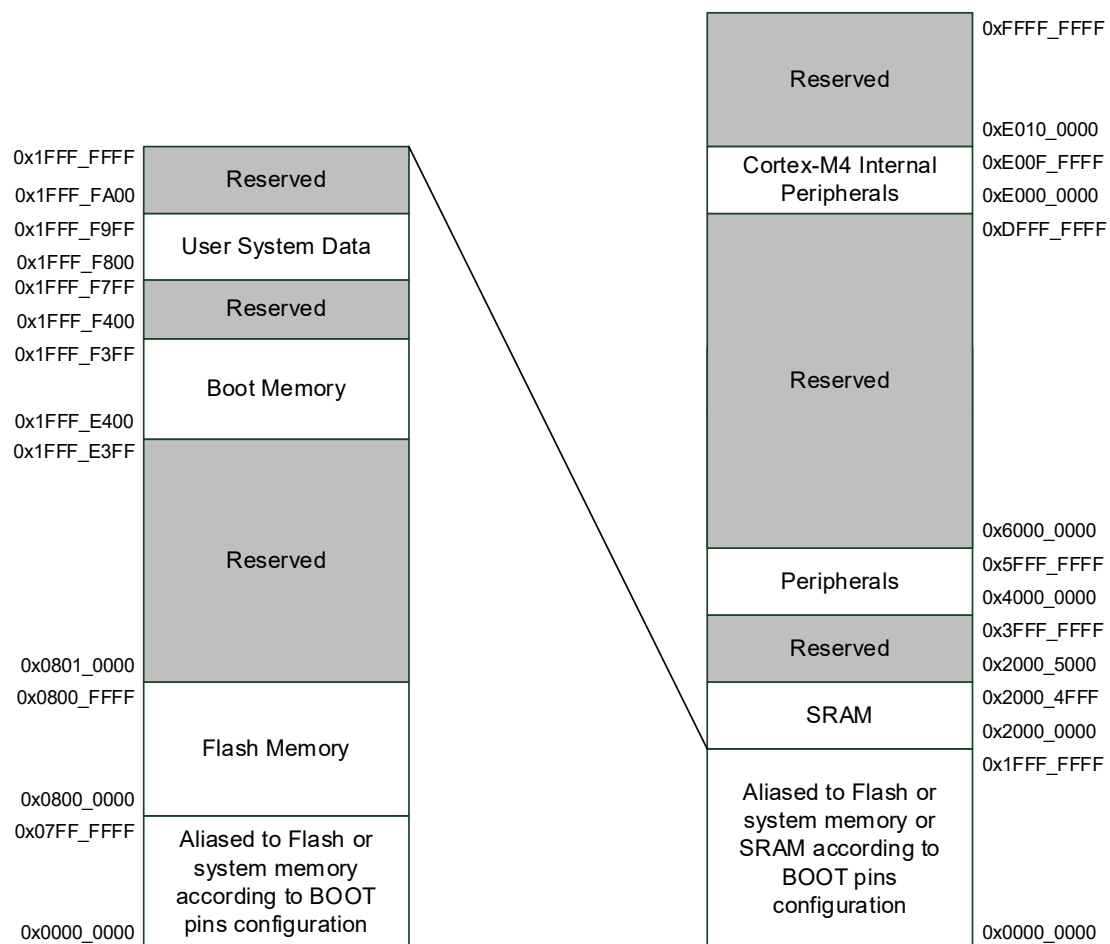 0x1FFF_FFFF
Reserved
0x1FFF_FA00
0x1FFF_F9FF
User System Data
0x1FFF_F800
0x1FFF_F7FF
Reserved
0x1FFF_F400
0x1FFF_F3FF
Boot Memory
0x1FFF_E400
0x1FFF_E3FF
Reserved
0x0801_0000
0x0800_FFFF
Flash Memory
0x0800_0000
0x07FF_FFFF
Aliased to Flash or
system memory
according to BOOT
pins configuration
0x0000_0000
0xFFFF_FFFF
Reserved
0xE010_0000
Cortex-M4 Internal
Peripherals
0xE00F_FFFF
0xE000_0000
0xDFFF_FFFF
Reserved
0x6000_0000
0x5FFF_FFFF
Peripherals
0x4000_0000
0x3FFF_FFFF
Reserved
0x2000_5000
0x2000_4FFF
SRAM
0x2000_0000
0x1FFF_FFFF
Aliased to Flash or
system memory or
SRAM according to
BOOT pins
configuration
0x0000_0000